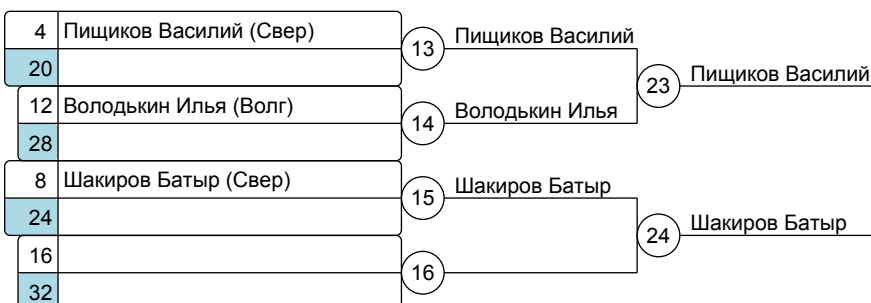 4 Пищиков Василий (Свер)
20
13 Пищиков Василий
12 Володькин Илья (Волг)
28
14 Володькин Илья
23 Пищиков Василий
8 Шакиров Батыр (Свер)
24
15 Шакиров Батыр
16
32
16
24 Шакиров Батыр